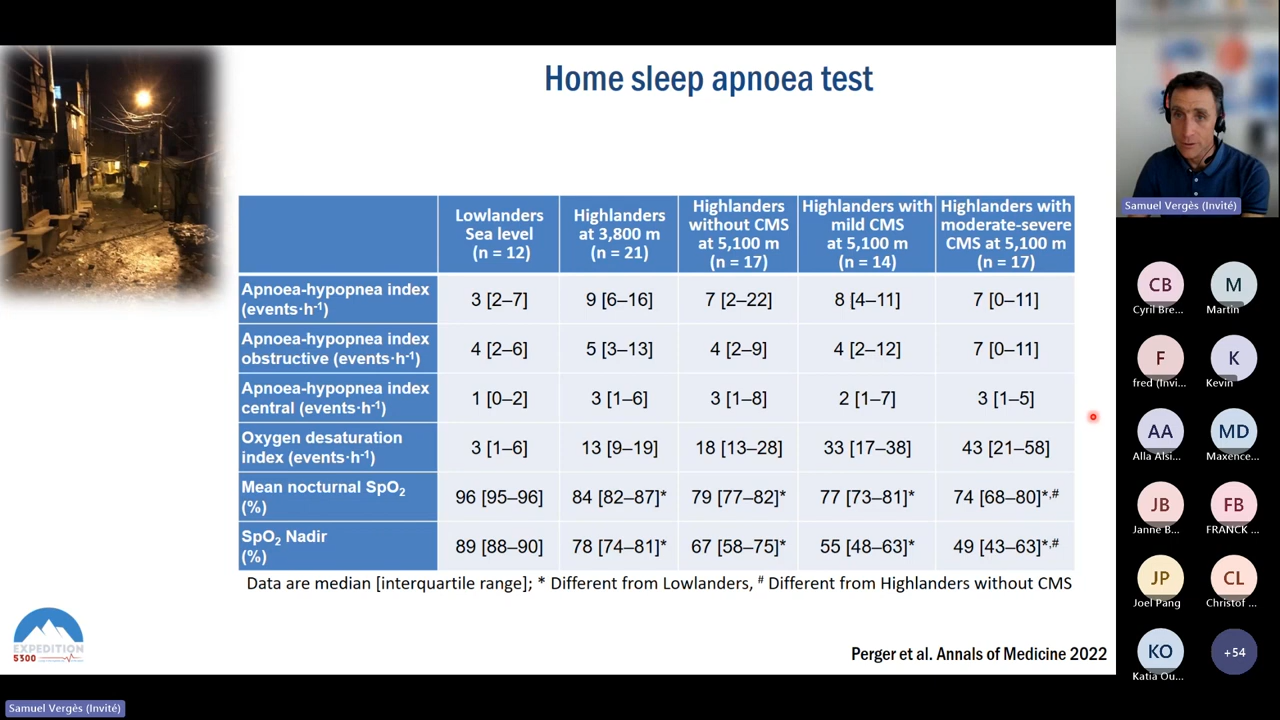 Home sleep apnoea test
Lowlanders
Sea level
(n = 12)
Highlanders
at 3,800 m
(n = 21)
Highlanders
without CMS
at 5,100 m
(n = 17)
Highlanders with
mild CMS
at 5,100 m
(n = 14)
Highlanders with
moderate-severe
CMS at 5,100 m
(n = 17)
Apnoea-hypopnea index
(events·h⁻¹)
3 [2–7]
9 [6–16]
7 [2–22]
8 [4–11]
7 [0–11]
Apnoea-hypopnea index
obstructive (events·h⁻¹)
4 [2–6]
5 [3–13]
4 [2–9]
4 [2–12]
7 [0–11]
Apnoea-hypopnea index
central (events·h⁻¹)
1 [0–2]
3 [1–6]
3 [1–8]
2 [1–7]
3 [1–5]
Oxygen desaturation
index (events·h⁻¹)
3 [1–6]
13 [9–19]
18 [13–28]
33 [17–38]
43 [21–58]
Mean nocturnal SpO₂
(%)
96 [95–96]
84 [82–87]*
79 [77–82]*
77 [73–81]*
74 [68–80]*,#
SpO₂ Nadir
(%)
89 [88–90]
78 [74–81]*
67 [58–75]*
55 [48–63]*
49 [43–63]*,#
Data are median [interquartile range]; * Different from Lowlanders, # Different from Highlanders without CMS
EXPEDITION
5300
Perger et al. Annals of Medicine 2022
Samuel Vergès (Invité)
Samuel Vergès (Invité)
CB
Cyril Bre...
M
Martin
F
fred (Invi...
K
Kevin
AA
Alla Alsi...
MD
Maxence...
JB
Janne B...
FB
FRANCK ...
JP
Joel Pang
CL
Christof ...
KO
Katia Ou...
+54